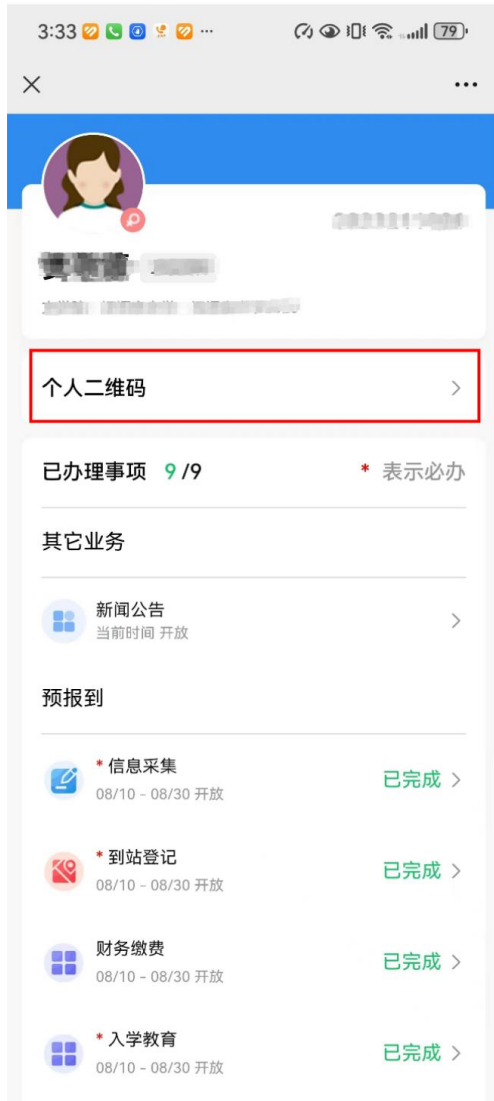 3:33
79
个人二维码
已办理事项 9/9 * 表示必办
其它业务
新闻公告
当前时间 开放
预报到
* 信息采集
08/10 - 08/30 开放
已完成
* 到站登记
08/10 - 08/30 开放
已完成
财务缴费
08/10 - 08/30 开放
已完成
* 入学教育
08/10 - 08/30 开放
已完成